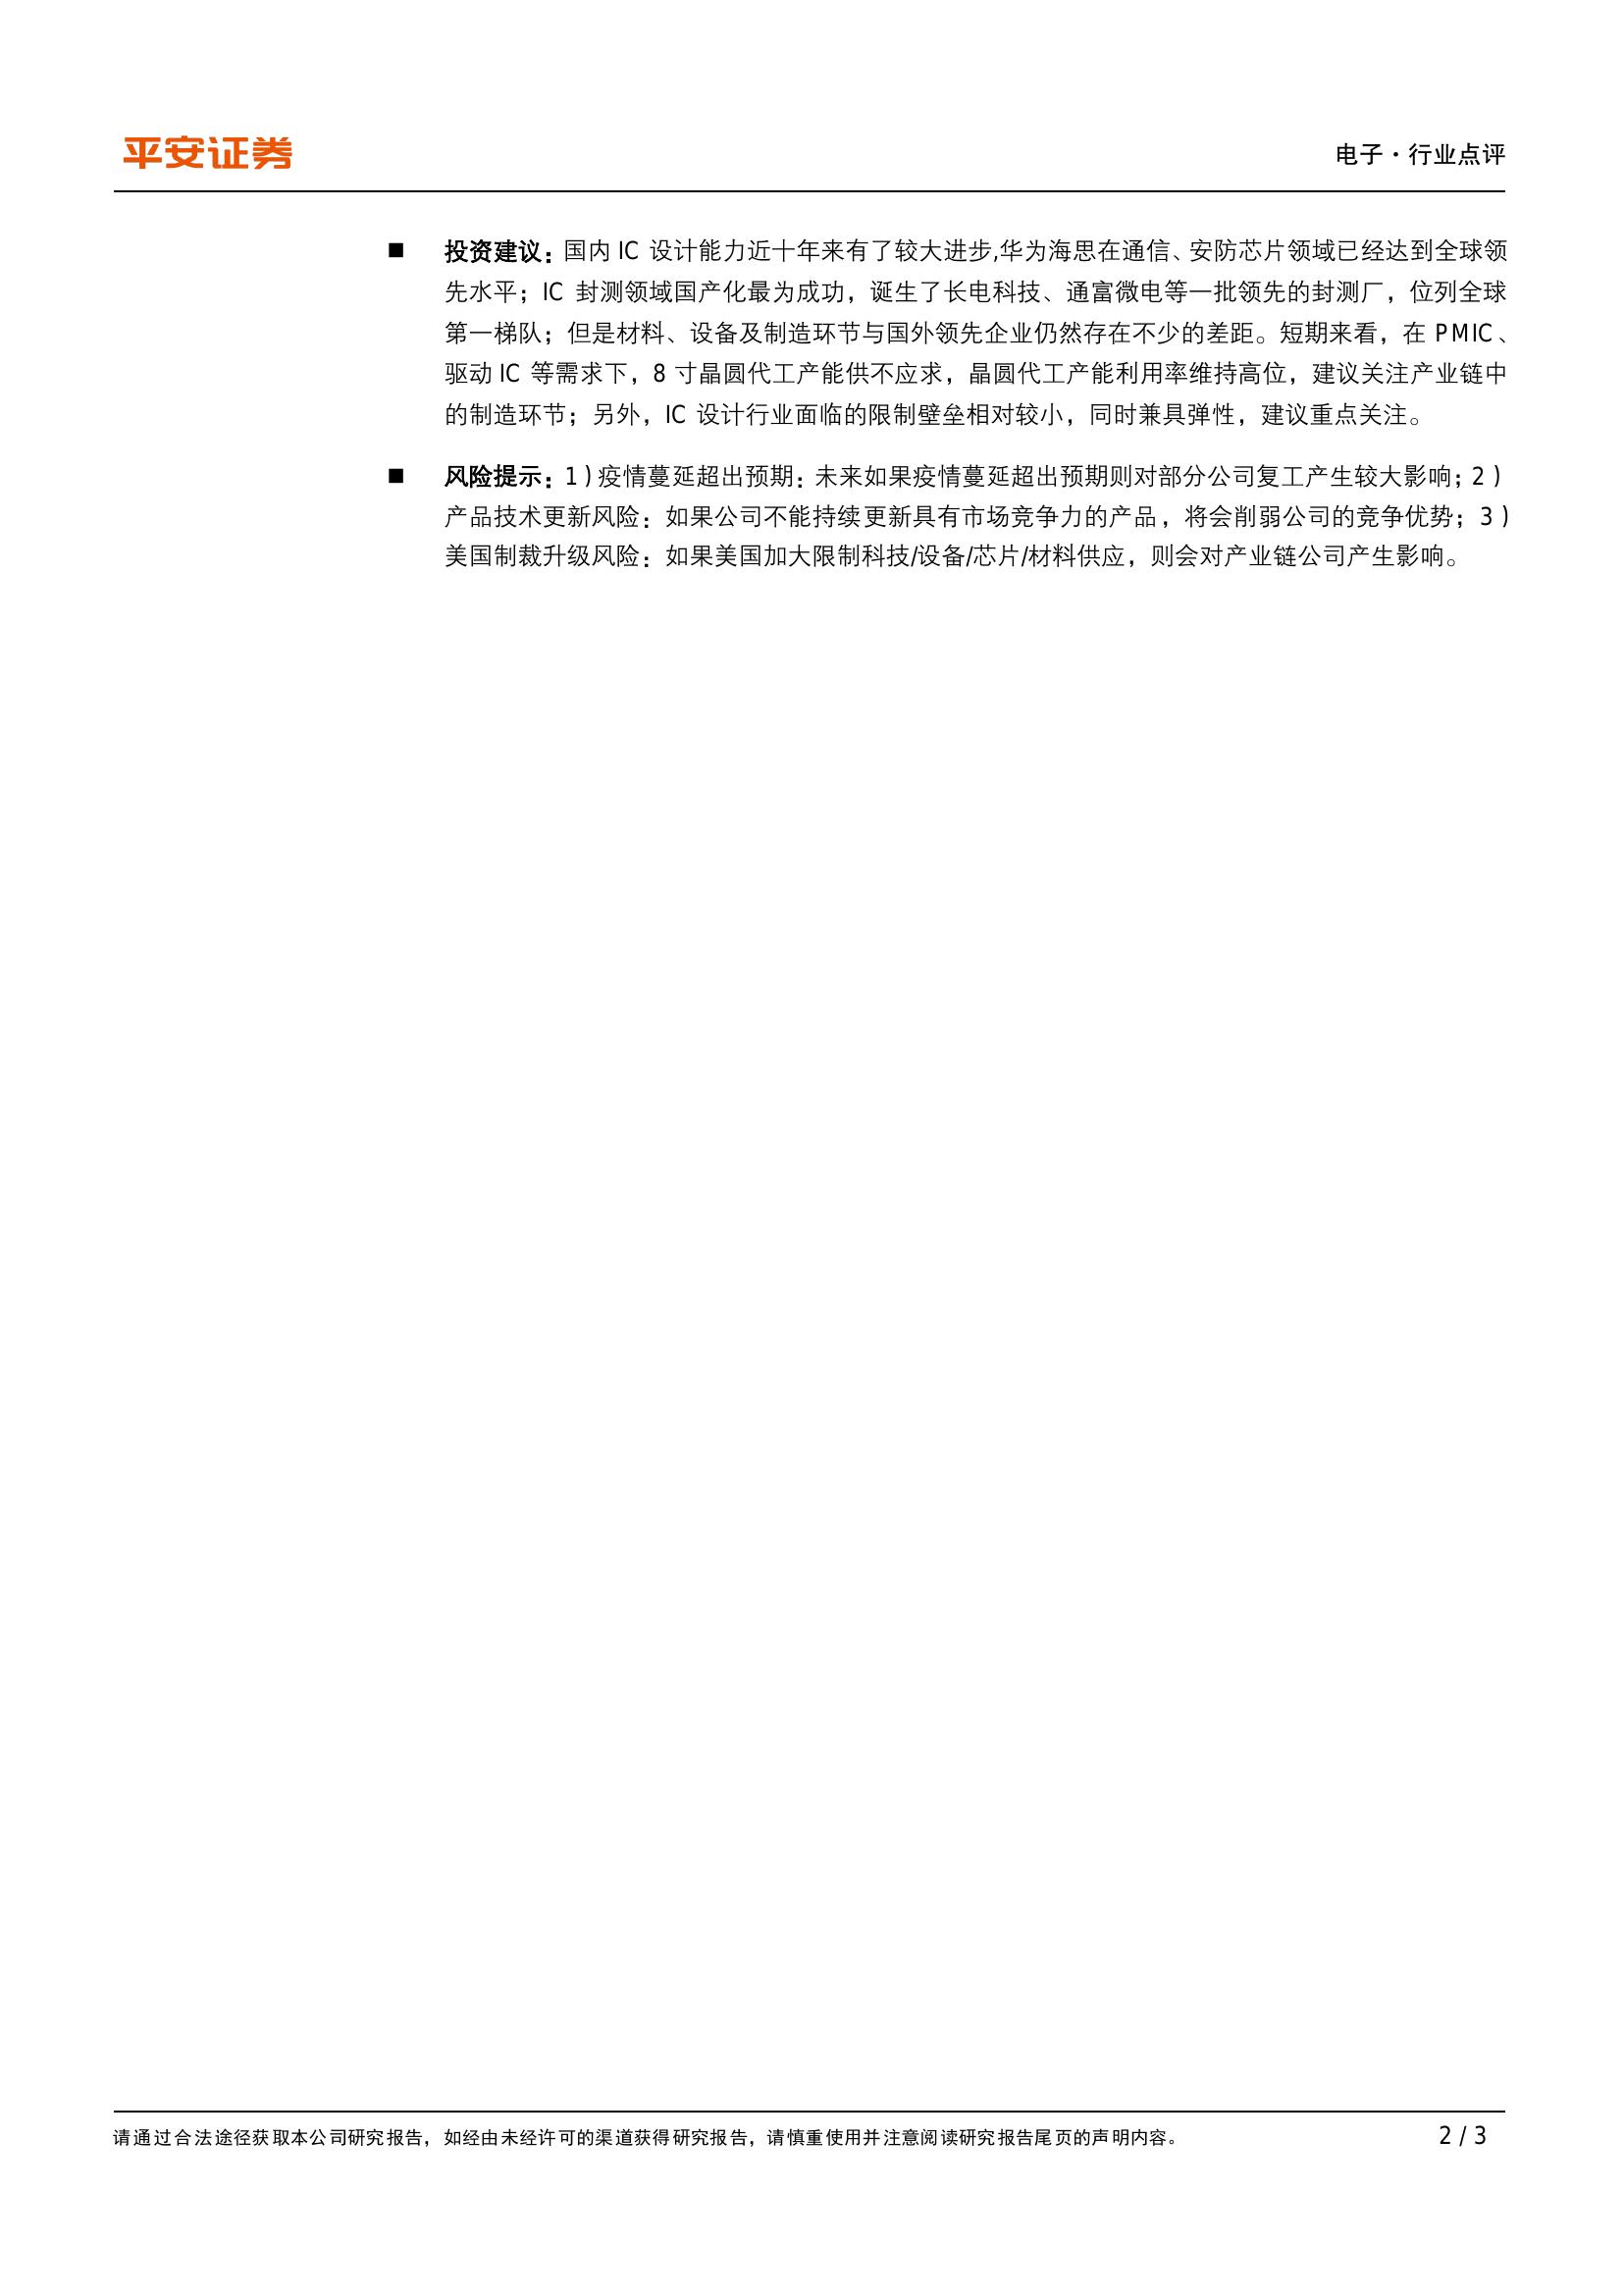 平安证券
电子·行业点评
■ 投资建议：国内 IC 设计能力近十年来有了较大进步,华为海思在通信、安防芯片领域已经达到全球领
先水平；IC 封测领域国产化最为成功，诞生了长电科技、通富微电等一批领先的封测厂，位列全球
第一梯队；但是材料、设备及制造环节与国外领先企业仍然存在不少的差距。短期来看，在 PMIC、
驱动 IC 等需求下，8 寸晶圆代工产能供不应求，晶圆代工产能利用率维持高位，建议关注产业链中
的制造环节；另外，IC 设计行业面临的限制壁垒相对较小，同时兼具弹性，建议重点关注。
■ 风险提示：1）疫情蔓延超出预期：未来如果疫情蔓延超出预期则对部分公司复工产生较大影响；2）
产品技术更新风险：如果公司不能持续更新具有市场竞争力的产品，将会削弱公司的竞争优势；3）
美国制裁升级风险：如果美国加大限制科技/设备/芯片/材料供应，则会对产业链公司产生影响。
请通过合法途径获取本公司研究报告，如经由未经许可的渠道获得研究报告，请慎重使用并注意阅读研究报告尾页的声明内容。
2 / 3